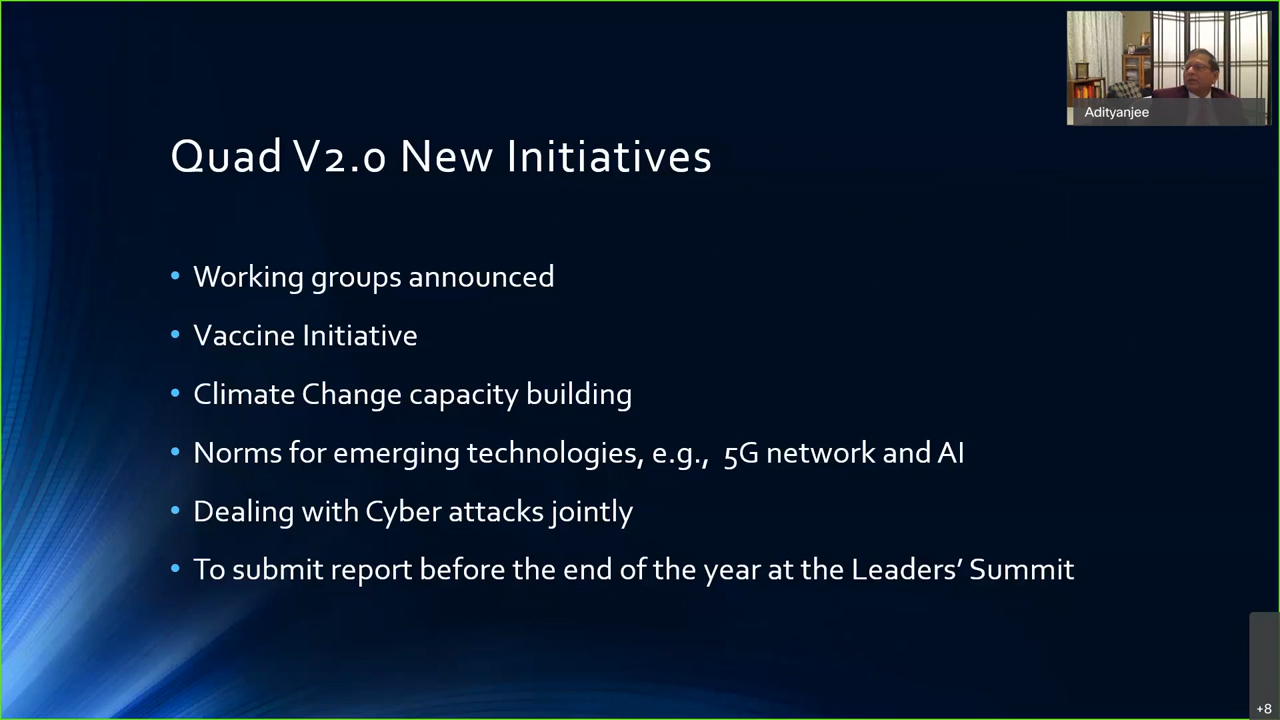 Adityanjee
Quad V2.0 New Initiatives
• Working groups announced
• Vaccine Initiative
• Climate Change capacity building
• Norms for emerging technologies, e.g.,  5G network and AI
• Dealing with Cyber attacks jointly
• To submit report before the end of the year at the Leaders’ Summit
+8